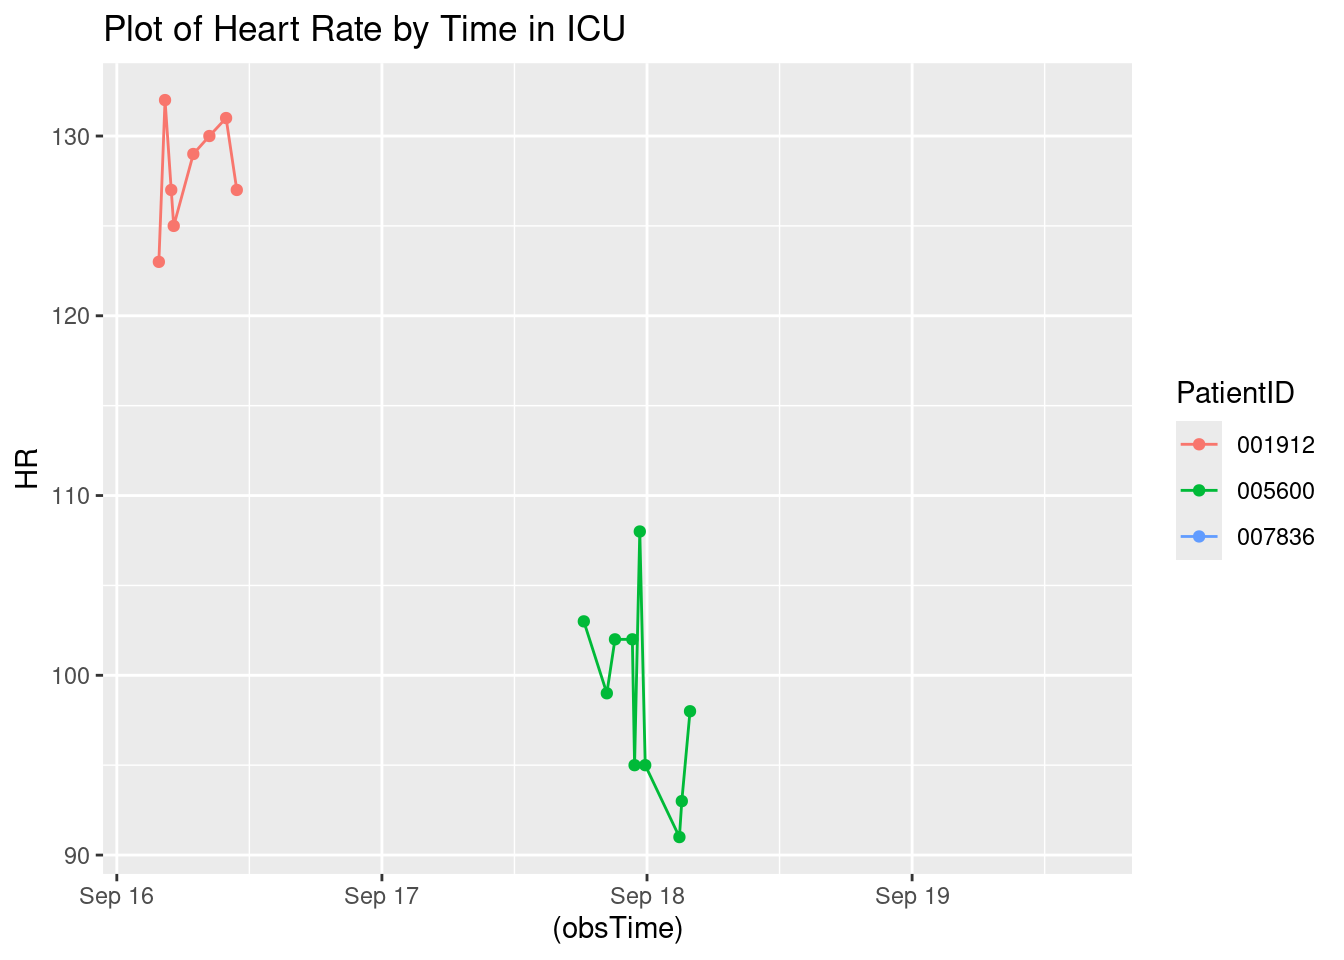 Plot of Heart Rate by Time in ICU
130
120
110
100
90
HR
Sep 16
Sep 17
Sep 18
Sep 19
(obsTime)
PatientID
001912
005600
007836